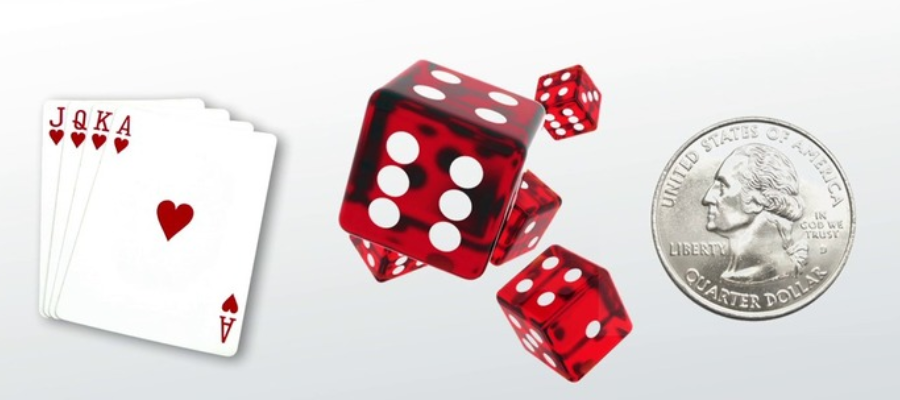 J Q K A
A
UNITED STATES OF AMERICA
LIBERTY
IN
GOD WE
TRUST
D
QUARTER DOLLAR